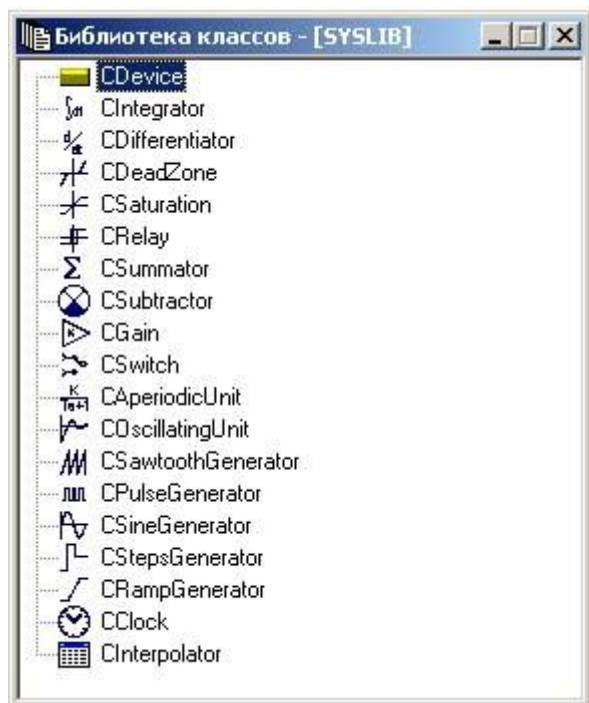 Библиотека классов - [SYSLIB]
CDevice
CIntegrator
CDifferentiator
CDeadZone
CSaturation
CRelay
CSummator
CSubtractor
CGain
CSwitch
CAperiodicUnit
COscillatingUnit
CSawtoothGenerator
CPulseGenerator
CSineGenerator
CStepsGenerator
CRampGenerator
CClock
CInterpolator